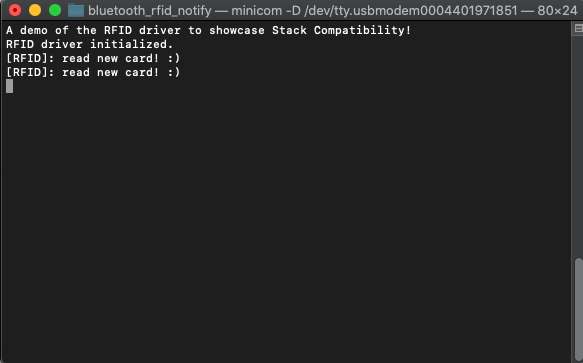 bluetooth_rfid_notify — minicom -D /dev/tty.usbmodem0004401971851 — 80×24
A demo of the RFID driver to showcase Stack Compatibility!
RFID driver initialized.
[RFID]: read new card! :)
[RFID]: read new card! :)